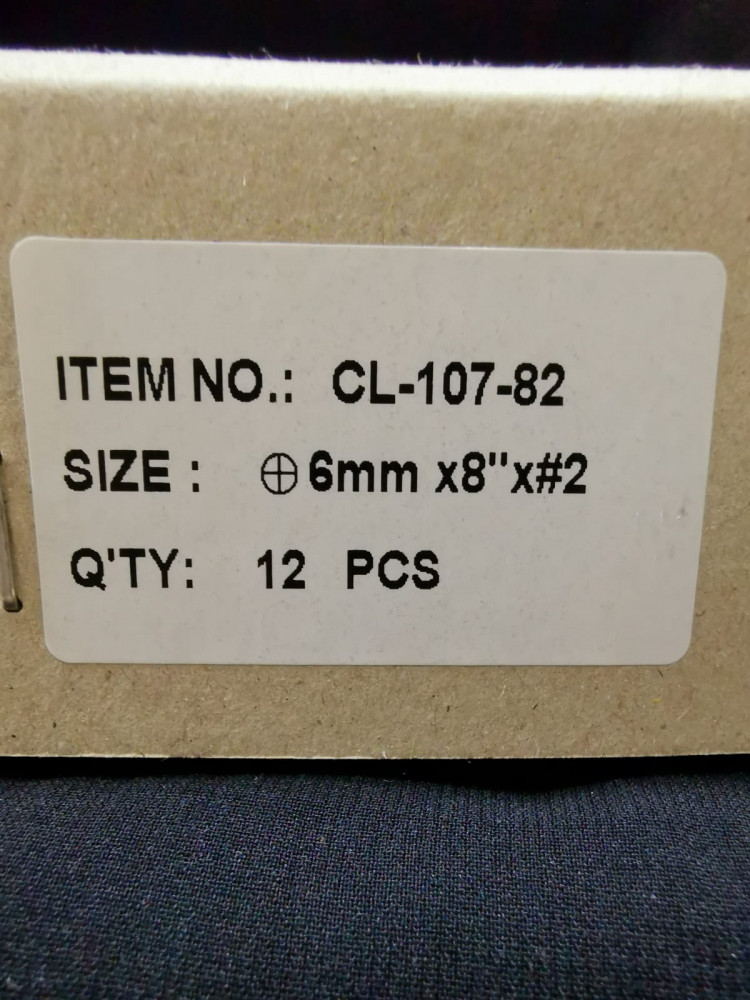 ITEM NO.: CL-107-82
SIZE : ⊕6mm x8"x#2
Q'TY: 12 PCS